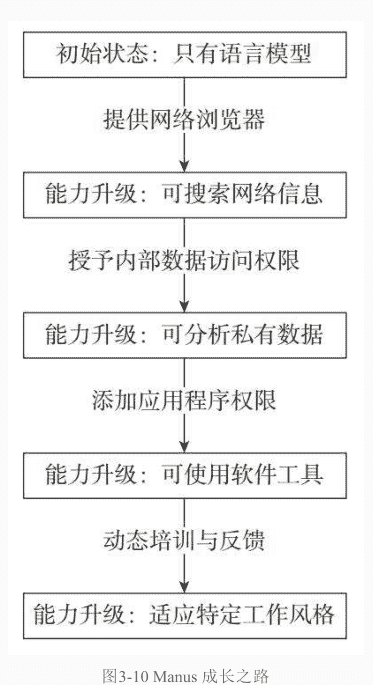 初始状态：只有语言模型
提供网络浏览器
能力升级：可搜索网络信息
授予内部数据访问权限
能力升级：可分析私有数据
添加应用程序权限
能力升级：可使用软件工具
动态培训与反馈
能力升级：适应特定工作风格
图3-10 Manus 成长之路